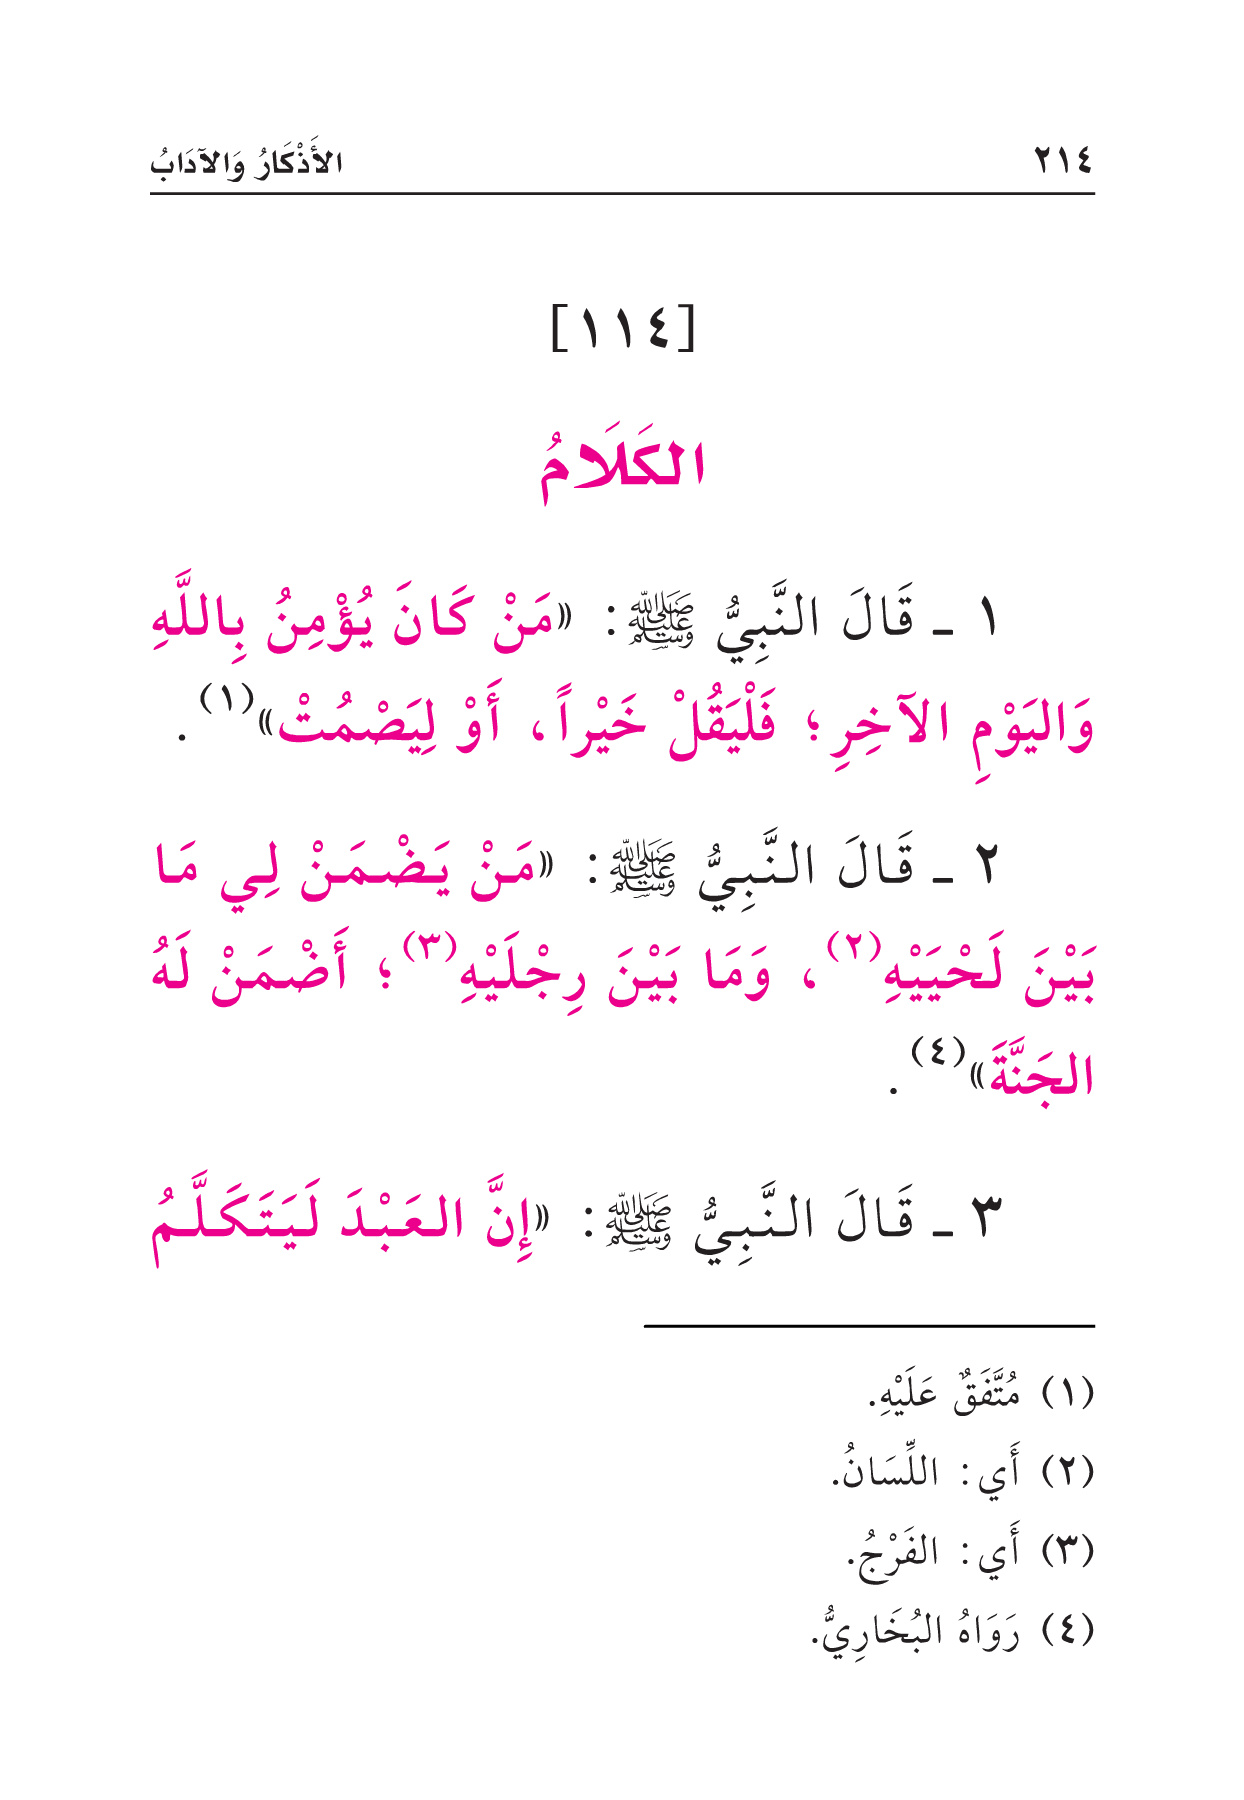 ٢١٤ الأَذْكَارُ وَالآدَابُ
[١١٤]
الكَلَامُ
١ ـ قَالَ النَّبِيُّ ﷺ: «مَنْ كَانَ يُؤْمِنُ بِاللَّهِ
وَاليَوْمِ الآخِرِ؛ فَلْيَقُلْ خَيْراً، أَوْ لِيَصْمُتْ»(١).
٢ ـ قَالَ النَّبِيُّ ﷺ: «مَنْ يَضْمَنْ لِي مَا
بَيْنَ لَحْيَيْهِ(٢)، وَمَا بَيْنَ رِجْلَيْهِ(٣)؛ أَضْمَنْ لَهُ
الجَنَّةَ»(٤).
٣ ـ قَالَ النَّبِيُّ ﷺ: «إِنَّ العَبْدَ لَيَتَكَلَّمُ
(١) مُتَّفَقٌ عَلَيْهِ.
(٢) أَي: اللِّسَانُ.
(٣) أَي: الفَرْجُ.
(٤) رَوَاهُ البُخَارِيُّ.